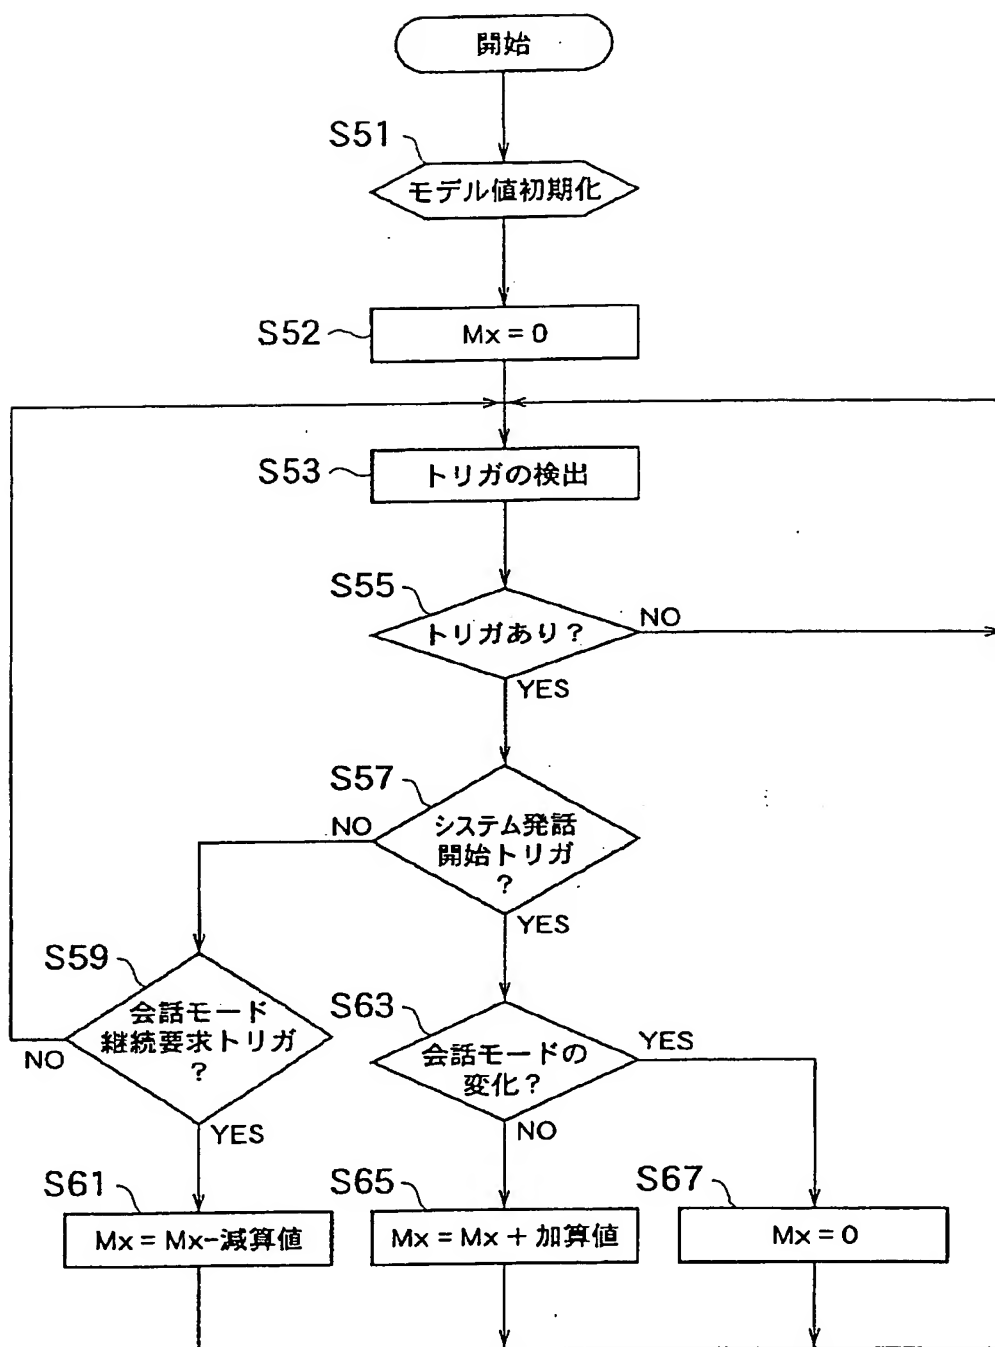 開始
S51
モデル値初期化
S52
Mx = 0
S53
トリガの検出
S55
トリガあり?
NO
YES
S57
システム発話
開始トリガ
?
NO
YES
S59
会話モード
継続要求トリガ
?
NO
YES
S63
会話モードの
変化?
YES
NO
S61
Mx = Mx-減算値
S65
Mx = Mx + 加算値
S67
Mx = 0